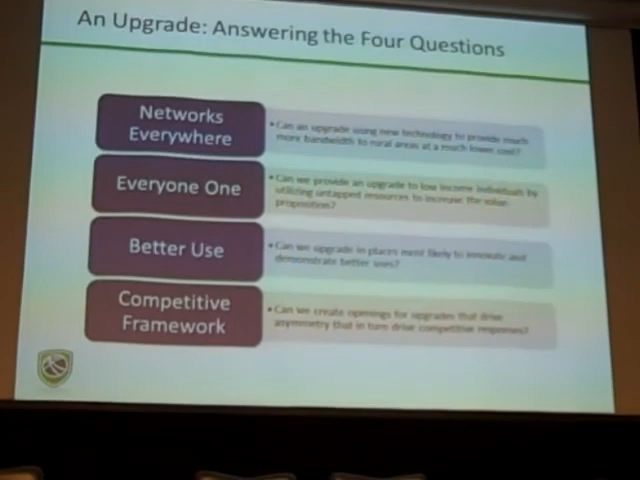 An Upgrade: Answering the Four Questions
Networks
Everywhere
• Can an upgrade using new technology to provide much
more bandwidth to rural areas at a much lower cost?
Everyone One
• Can we provide an upgrade to low income individuals by
utilizing untapped resources to increase the value
proposition?
Better Use
• Can we upgrade in places most likely to innovate and
demonstrate better uses?
Competitive
Framework
• Can we create openings for upgrades that drive
asymmetry that in turn drive competitive responses?